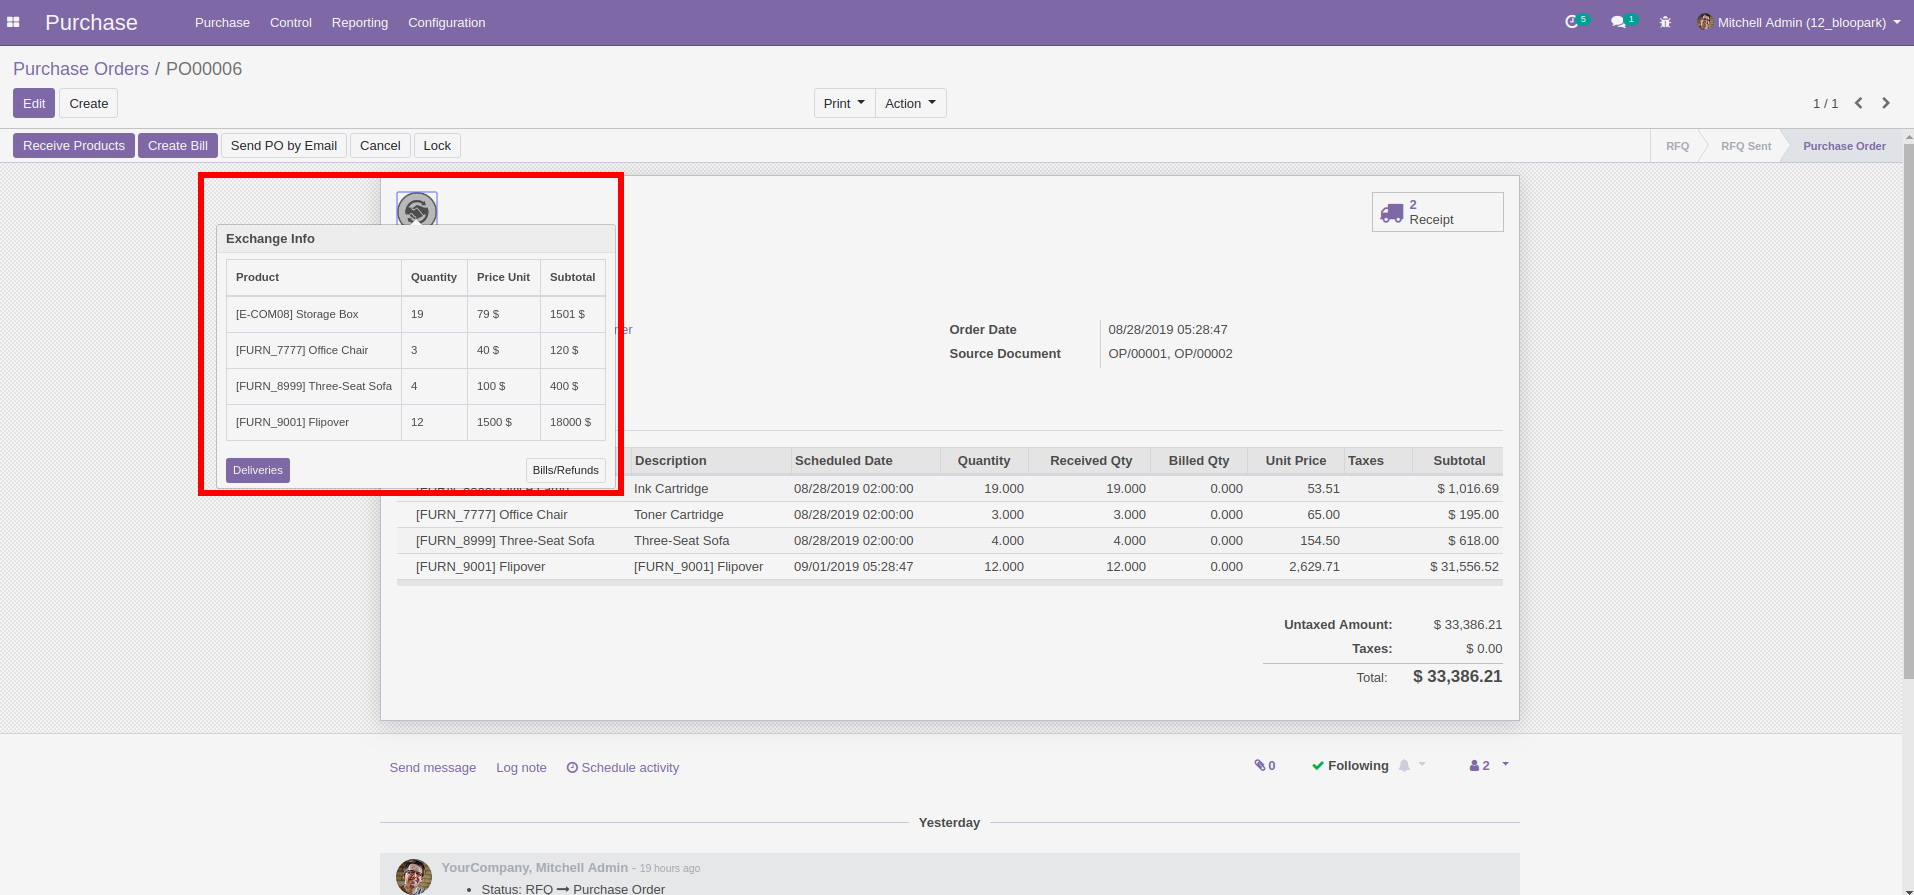 Purchase Purchase Control Reporting Configuration 5 1 Mitchell Admin (12_bloopark)
Purchase Orders / PO00006
Edit Create Print Action 1 / 1
Receive Products Create Bill Send PO by Email Cancel Lock RFQ RFQ Sent Purchase Order
2
Receipt
Exchange Info
Product Quantity Price Unit Subtotal
[E-COM08] Storage Box 19 79 $ 1501 $
[FURN_7777] Office Chair 3 40 $ 120 $
[FURN_8999] Three-Seat Sofa 4 100 $ 400 $
[FURN_9001] Flipover 12 1500 $ 18000 $
Deliveries Bills/Refunds
Order Date 08/28/2019 05:28:47
Source Document OP/00001, OP/00002
Description Scheduled Date Quantity Received Qty Billed Qty Unit Price Taxes Subtotal
Ink Cartridge 08/28/2019 02:00:00 19.000 19.000 0.000 53.51 $ 1,016.69
[FURN_7777] Office Chair Toner Cartridge 08/28/2019 02:00:00 3.000 3.000 0.000 65.00 $ 195.00
[FURN_8999] Three-Seat Sofa Three-Seat Sofa 08/28/2019 02:00:00 4.000 4.000 0.000 154.50 $ 618.00
[FURN_9001] Flipover [FURN_9001] Flipover 09/01/2019 05:28:47 12.000 12.000 0.000 2,629.71 $ 31,556.52
Untaxed Amount: $ 33,386.21
Taxes: $ 0.00
Total: $ 33,386.21
Send message Log note Schedule activity 0 Following 2
Yesterday
YourCompany, Mitchell Admin - 19 hours ago
• Status: RFQ → Purchase Order